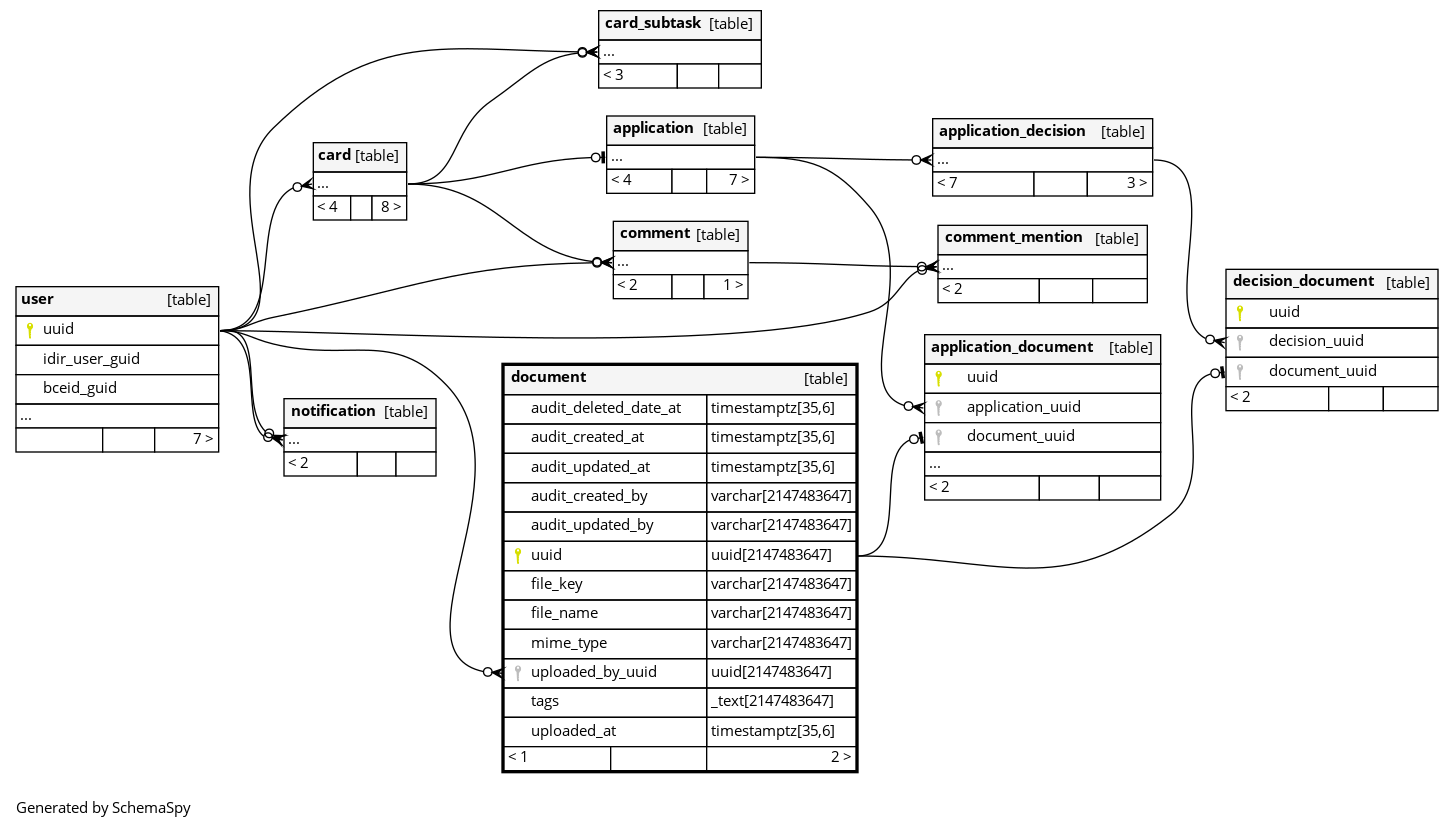 card_subtask [table]
...
< 3
application [table]
...
< 4 7 >
application_decision [table]
...
< 7 3 >
card [table]
...
< 4 8 >
comment [table]
...
< 2 1 >
comment_mention [table]
...
< 2
decision_document [table]
uuid
decision_uuid
document_uuid
< 2
user [table]
uuid
idir_user_guid
bceid_guid
...
7 >
application_document [table]
uuid
application_uuid
document_uuid
...
< 2
notification [table]
...
< 2
document [table]
audit_deleted_date_at timestamptz[35,6]
audit_created_at timestamptz[35,6]
audit_updated_at timestamptz[35,6]
audit_created_by varchar[2147483647]
audit_updated_by varchar[2147483647]
uuid uuid[2147483647]
file_key varchar[2147483647]
file_name varchar[2147483647]
mime_type varchar[2147483647]
uploaded_by_uuid uuid[2147483647]
tags _text[2147483647]
uploaded_at timestamptz[35,6]
< 1 2 >
Generated by SchemaSpy